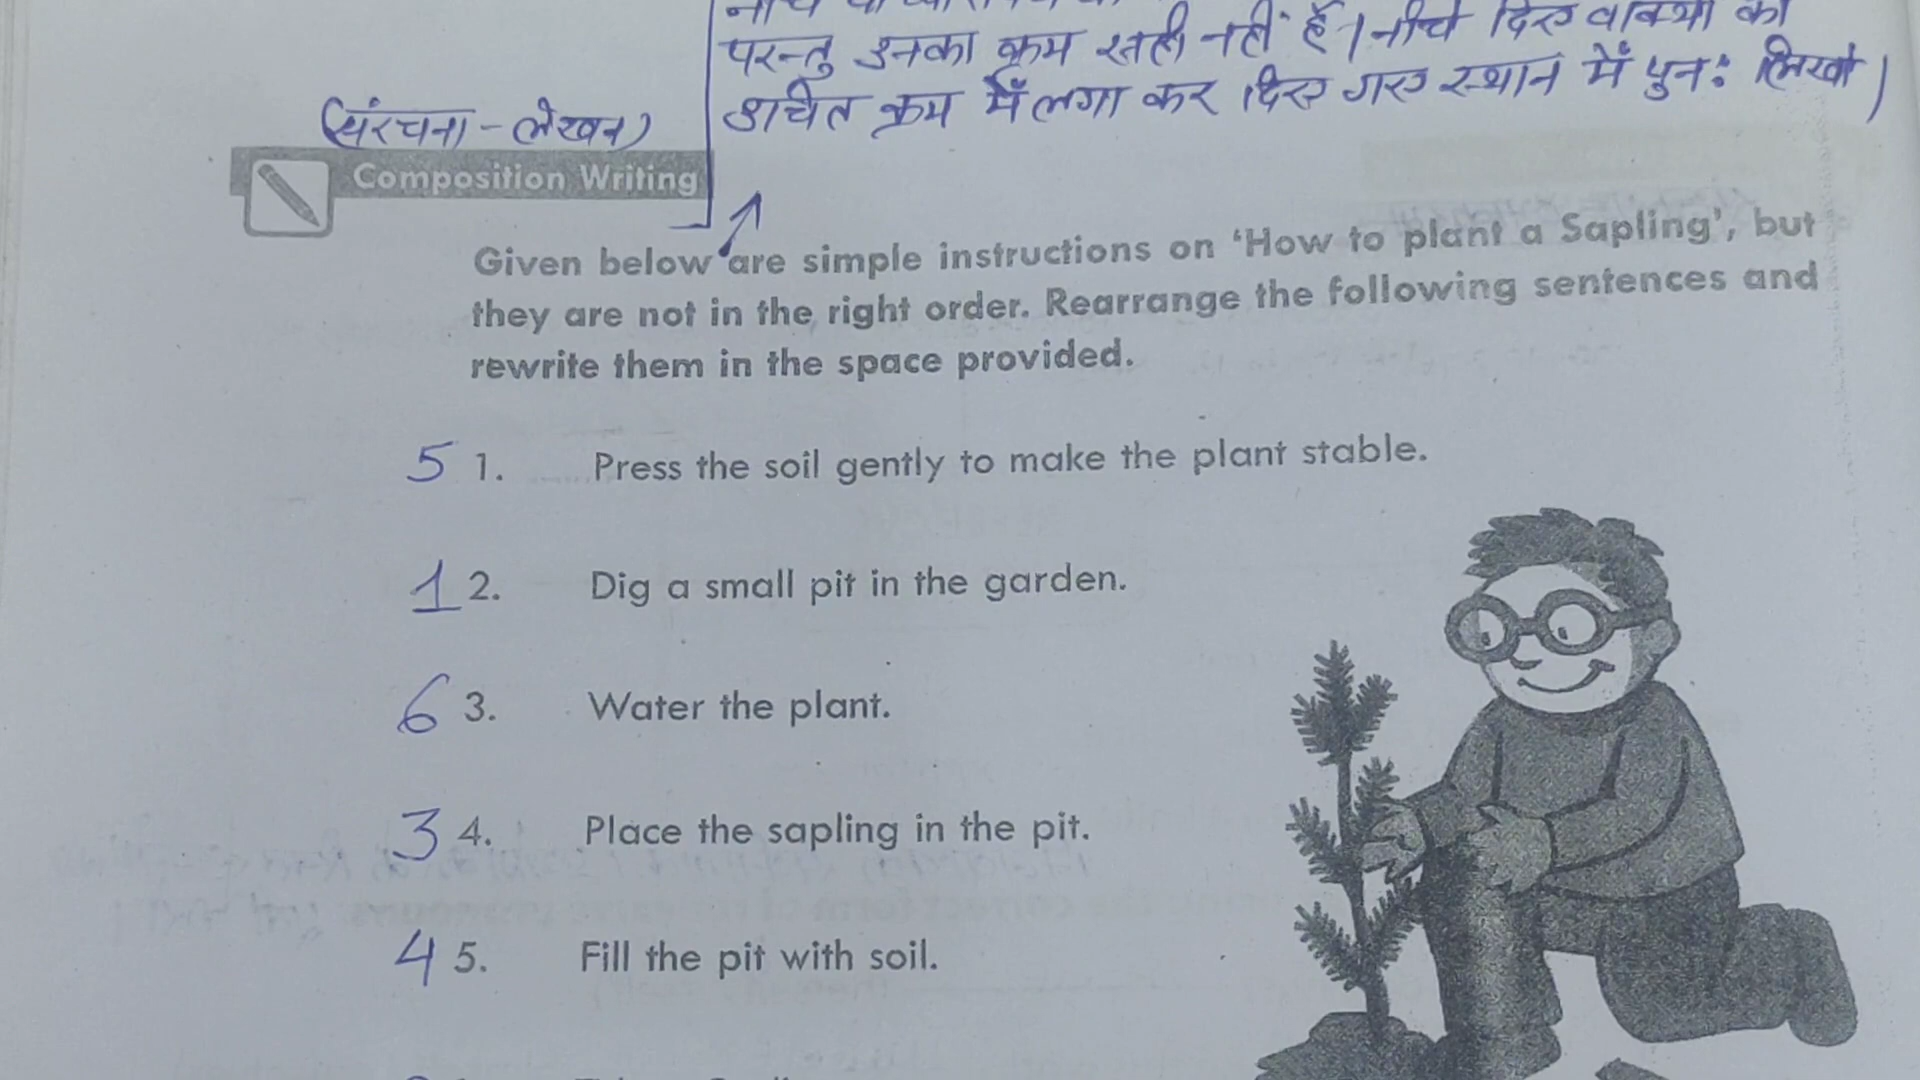 परन्तु उनका क्रम सही नहीं है। नीचे दिए वाक्यों को
उचित क्रम में लगा कर दिए गए स्थान में पुनः लिखो।
(संरचना-लेखन)
Composition Writing
Given below are simple instructions on ‘How to plant a Sapling’, but
they are not in the right order. Rearrange the following sentences and
rewrite them in the space provided.
5 1. Press the soil gently to make the plant stable.
1 2. Dig a small pit in the garden.
6 3. Water the plant.
3 4. Place the sapling in the pit.
4 5. Fill the pit with soil.